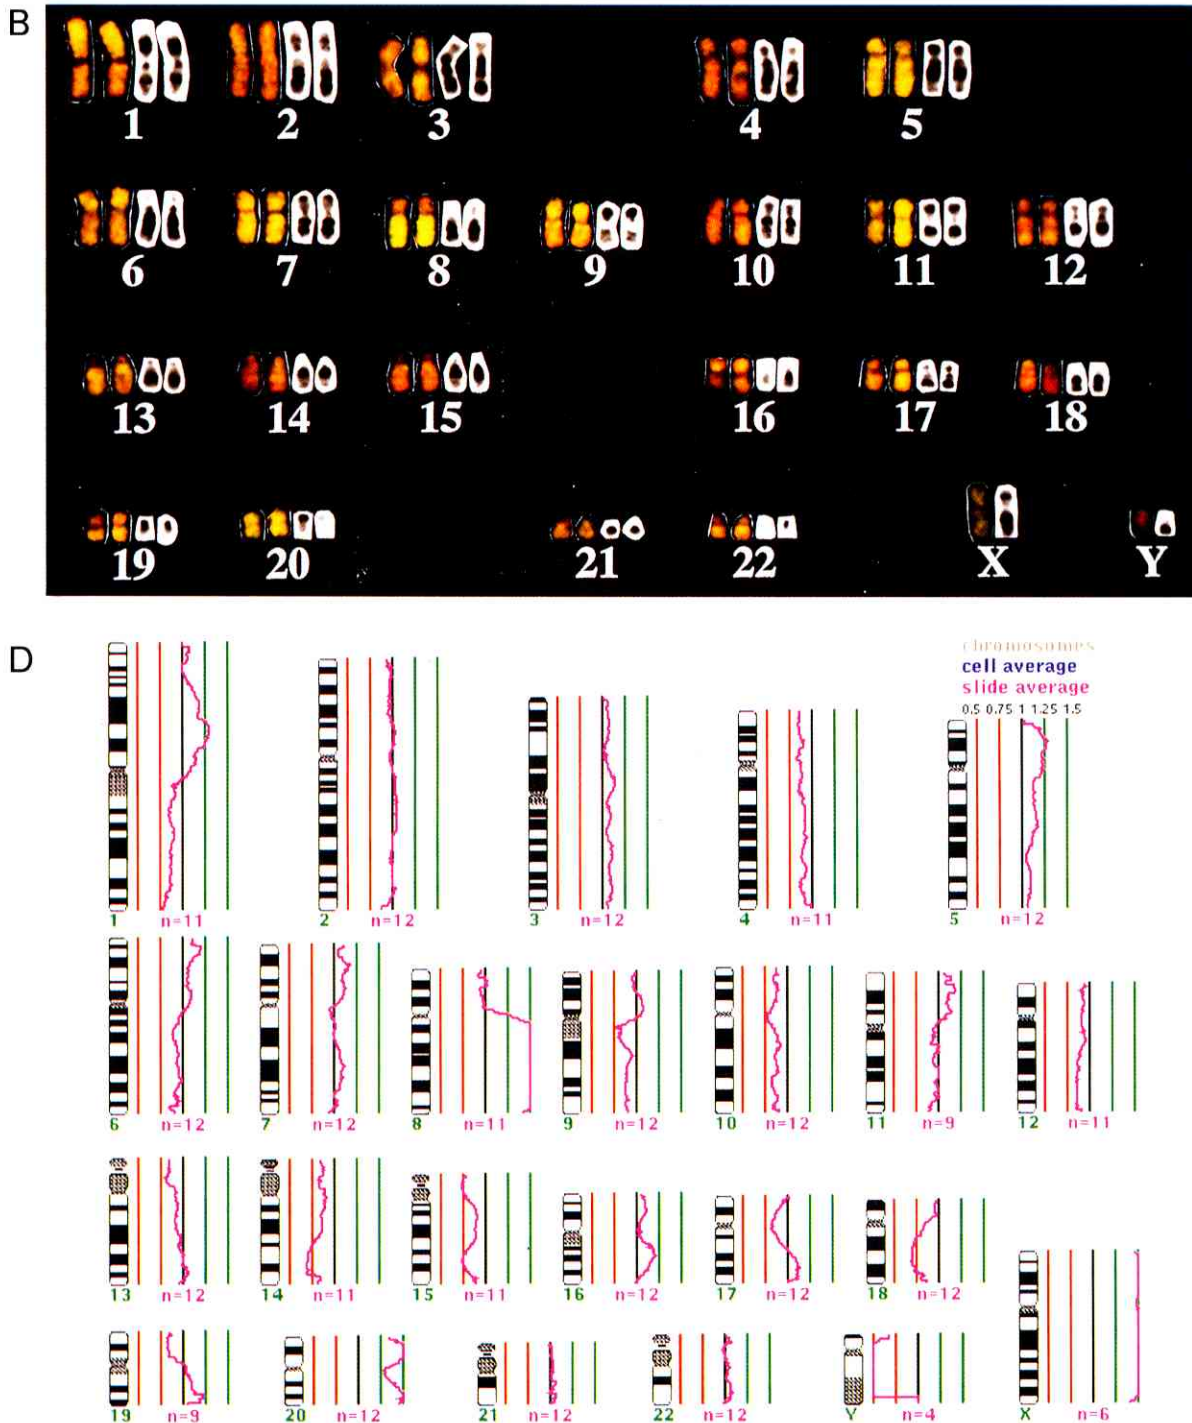 B
1 2 3 4 5
6 7 8 9 10 11 12
13 14 15 16 17 18
19 20 21 22 X Y
D
chromosomes
cell average
slide average
0.5 0.75 1 1.25 1.5
1 n=11 2 n=12 3 n=12 4 n=11 5 n=12
6 n=12 7 n=12 8 n=11 9 n=12 10 n=12 11 n=9 12 n=11
13 n=12 14 n=11 15 n=11 16 n=12 17 n=12 18 n=12
19 n=9 20 n=12 21 n=12 22 n=12 Y n=4 X n=6